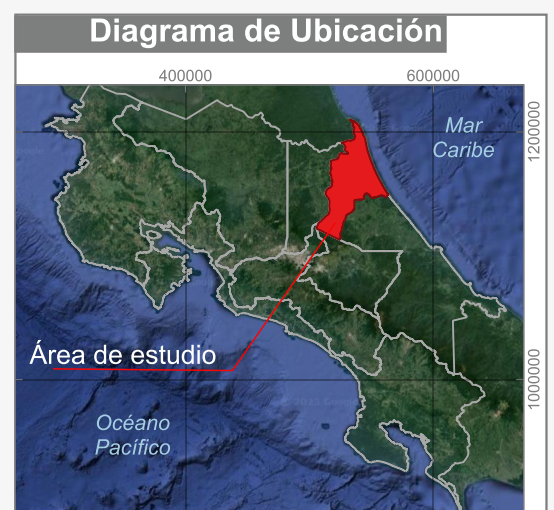 Diagrama de Ubicación
400000
600000
1200000
Mar
Caribe
Área de estudio
1000000
Océano
Pacífico